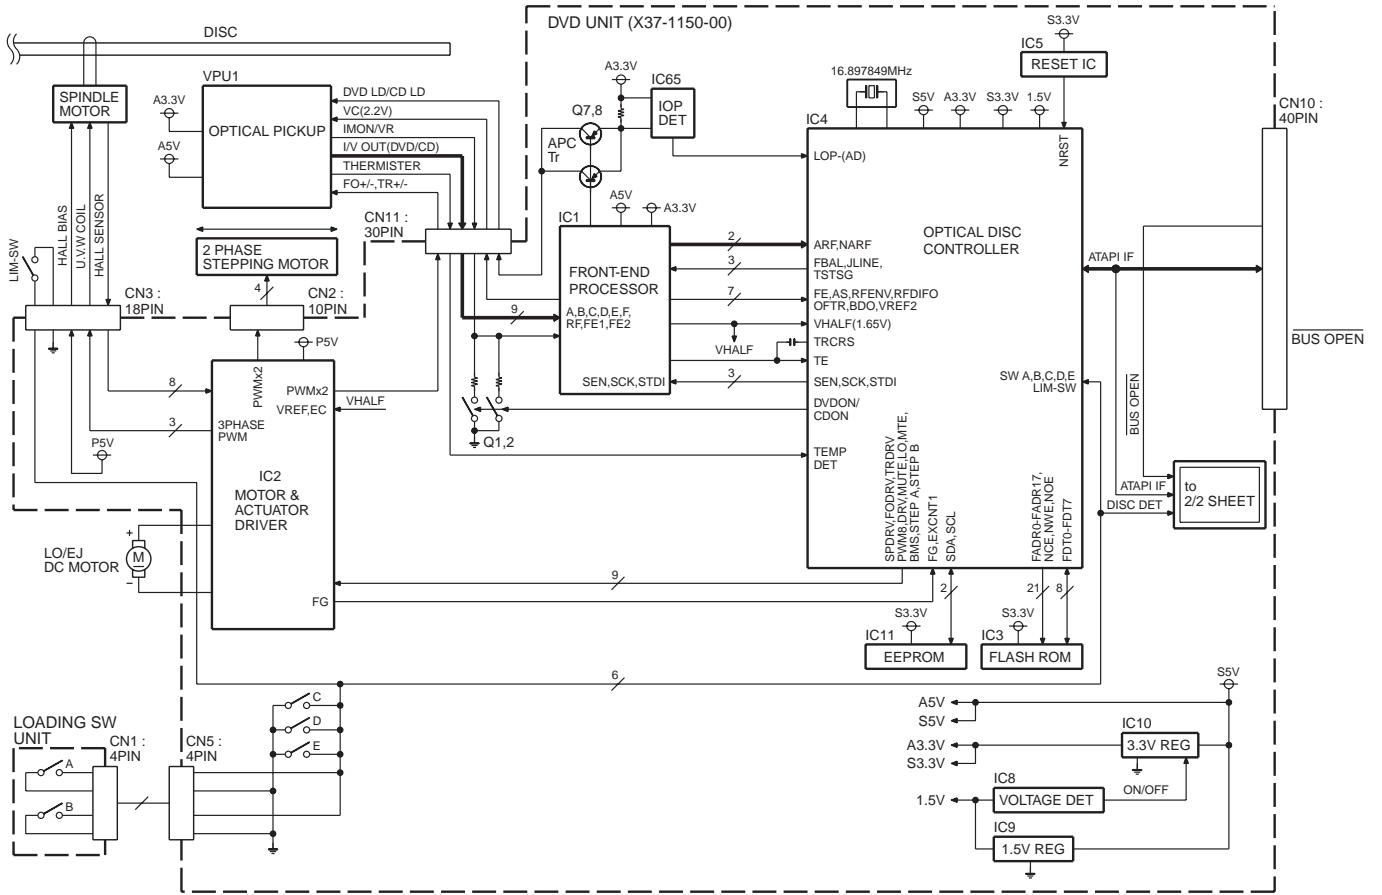 DVD UNIT (X37-1150-00)
DISC
VPU1
SPINDLE
MOTOR
A3.3V
A5V
OPTICAL PICKUP
DVD LD/CD LD
VC(2.2V)
IMON/VR
I/V OUT(DVD/CD)
THERMISTER
FO+/-,TR+/-
A3.3V
IC65
IOP
DET
Q7,8
APC
Tr
16.897849MHz
IC4
S5V
A3.3V
S3.3V
1.5V
S3.3V
IC5
RESET IC
NRST
CN10 :
40PIN
LOP-(AD)
OPTICAL DISC
CONTROLLER
LIM-SW
HALL BIAS
U.V.W COIL
HALL SENSOR
2 PHASE
STEPPING MOTOR
4
CN11 :
30PIN
CN3 :
18PIN
CN2 :
10PIN
IC1
A5V
A3.3V
FRONT-END
PROCESSOR
A,B,C,D,E,F,
RF,FE1,FE2
9
SEN,SCK,STDI
2
ARF,NARF
3
FBAL,JLINE,
TSTSG
7
FE,AS,RFENV,RFDIFO
OFTR,BDO,VREF2
VHALF(1.65V)
VHALF
TRCRS
TE
3
SEN,SCK,STDI
DVDON/
CDON
TEMP
DET
ATAPI IF
BUS OPEN
SW A,B,C,D,E
LIM-SW
BUS OPEN
ATAPI IF
DISC DET
to
2/2 SHEET
P5V
PWMx2
PWMx2
VREF,EC
VHALF
8
3
3PHASE
PWM
P5V
IC2
MOTOR &
ACTUATOR
DRIVER
FG
Q1,2
LO/EJ
DC MOTOR
+
M
–
SPDRV,FODRV,TRDRV
PWM8,DRV,MUTE,LO,MTE,
BMS,STEP A,STEP B
FG,EXCNT1
SDA,SCL
FADR0-FADR17,
NCE,NWE,NOE
FDT0-FDT7
9
2
21
8
S3.3V
IC11
EEPROM
S3.3V
IC3
FLASH ROM
6
C
D
E
LOADING SW
UNIT
CN1 :
4PIN
CN5 :
4PIN
A
B
S5V
A5V
S5V
A3.3V
S3.3V
IC10
3.3V REG
IC8
VOLTAGE DET
ON/OFF
1.5V
IC9
1.5V REG